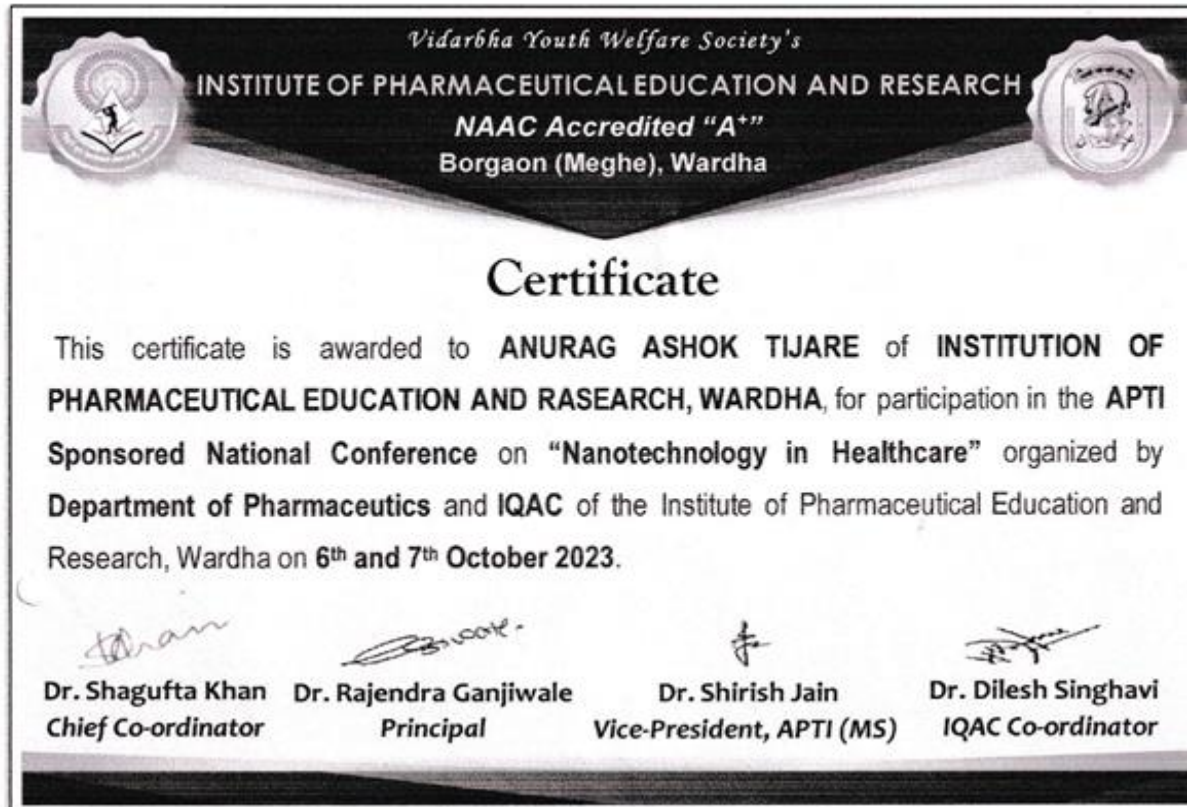 Vidarbha Youth Welfare Society's
INSTITUTE OF PHARMACEUTICAL EDUCATION AND RESEARCH
NAAC Accredited “A+”
Borgaon (Meghe), Wardha
Certificate
This certificate is awarded to ANURAG ASHOK TIJARE of INSTITUTION OF
PHARMACEUTICAL EDUCATION AND RASEARCH, WARDHA, for participation in the APTI
Sponsored National Conference on “Nanotechnology in Healthcare” organized by
Department of Pharmaceutics and IQAC of the Institute of Pharmaceutical Education and
Research, Wardha on 6th and 7th October 2023.
Dr. Shagufta Khan Dr. Rajendra Ganjiwale Dr. Shirish Jain Dr. Dilesh Singhavi
Chief Co-ordinator Principal Vice-President, APTI (MS) IQAC Co-ordinator